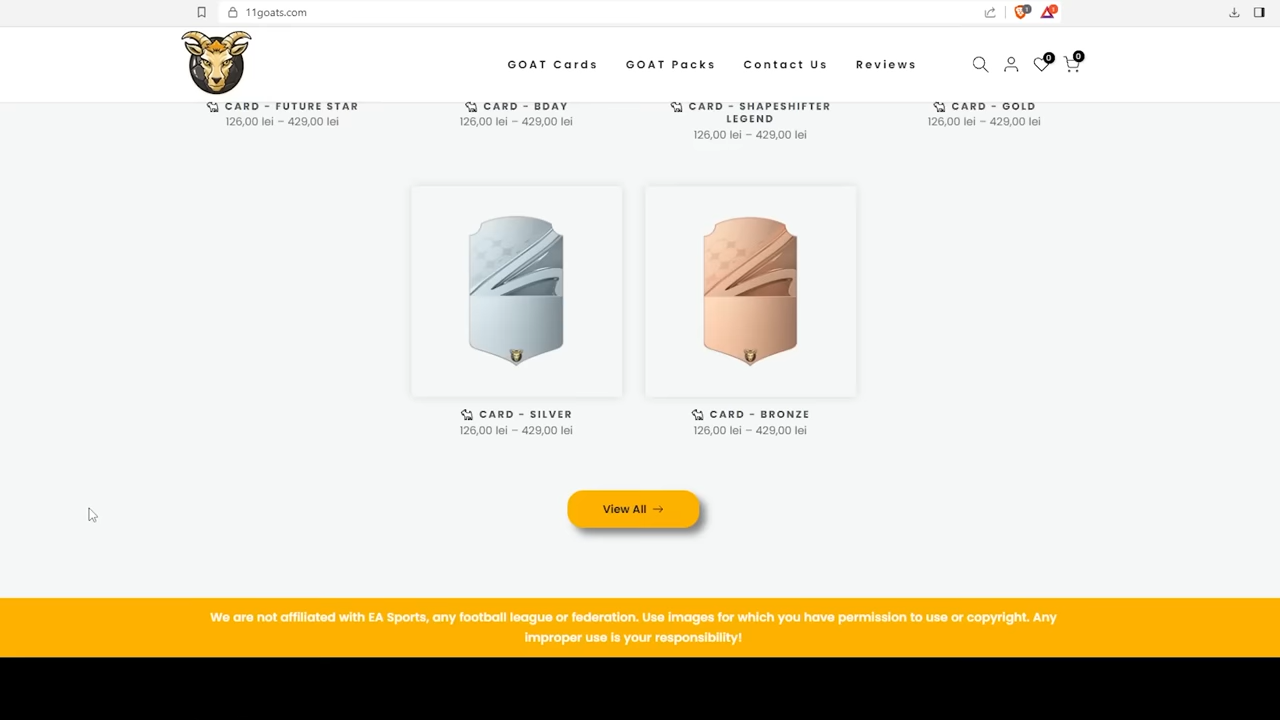 11goats.com
1
1
GOAT Cards GOAT Packs Contact Us Reviews
0
0
CARD - FUTURE STAR
126,00 lei – 429,00 lei
CARD - BDAY
126,00 lei – 429,00 lei
CARD - SHAPESHIFTER
LEGEND
126,00 lei – 429,00 lei
CARD - GOLD
126,00 lei – 429,00 lei
CARD - SILVER
126,00 lei – 429,00 lei
CARD - BRONZE
126,00 lei – 429,00 lei
View All →
We are not affiliated with EA Sports, any football league or federation. Use images for which you have permission to use or copyright. Any
improper use is your responsibility!